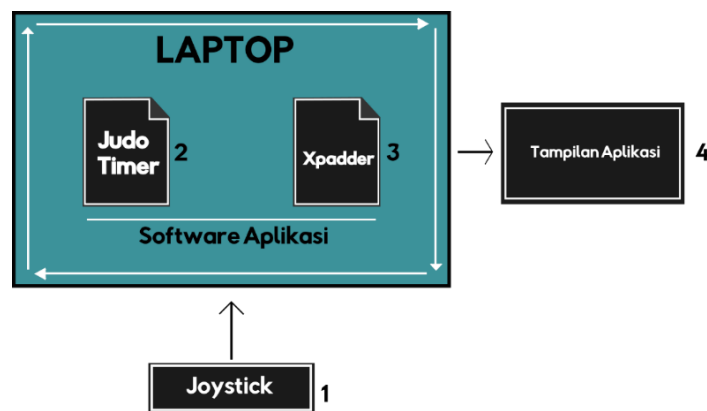 LAPTOP
Judo
Timer
2
Xpadder
3
Software Aplikasi
Tampilan Aplikasi
4
Joystick
1